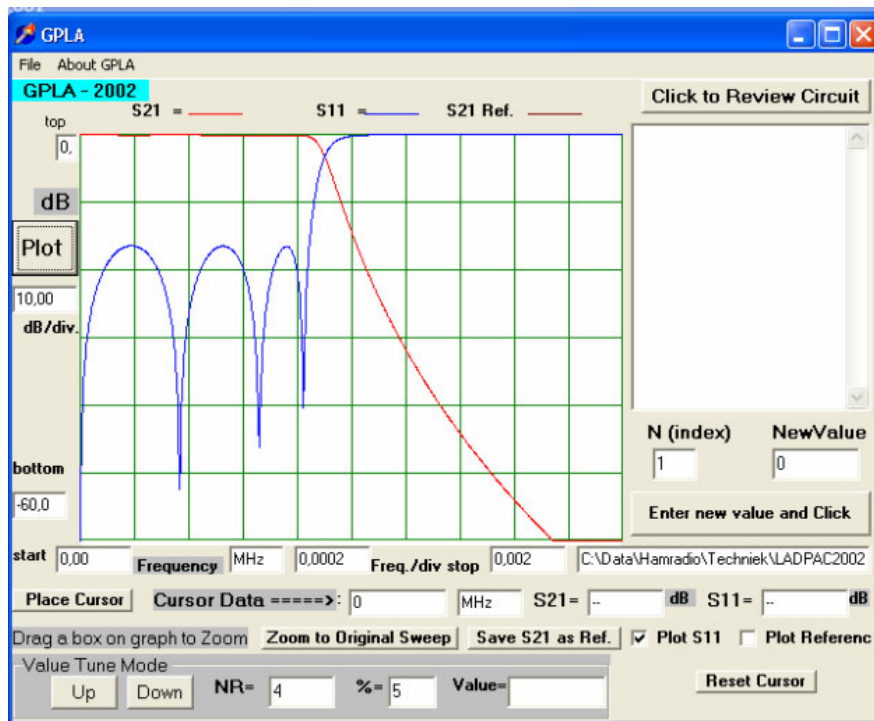 GPLA
File About GPLA
GPLA - 2002
S21 = S11 = S21 Ref.
Click to Review Circuit
top
0,
dB
Plot
10,00
dB/div.
N (index) NewValue
1 0
bottom
-60,0
Enter new value and Click
start 0,00 Frequency MHz 0,0002 Freq./div stop 0,002 C:\Data\Hamradio\Techniek\LADPAC2002
Place Cursor Cursor Data =====>: 0 MHz S21= -- dB S11= -- dB
Drag a box on graph to Zoom Zoom to Original Sweep Save S21 as Ref. Plot S11 Plot Referenc
Value Tune Mode
Up Down NR= 4 %= 5 Value= Reset Cursor